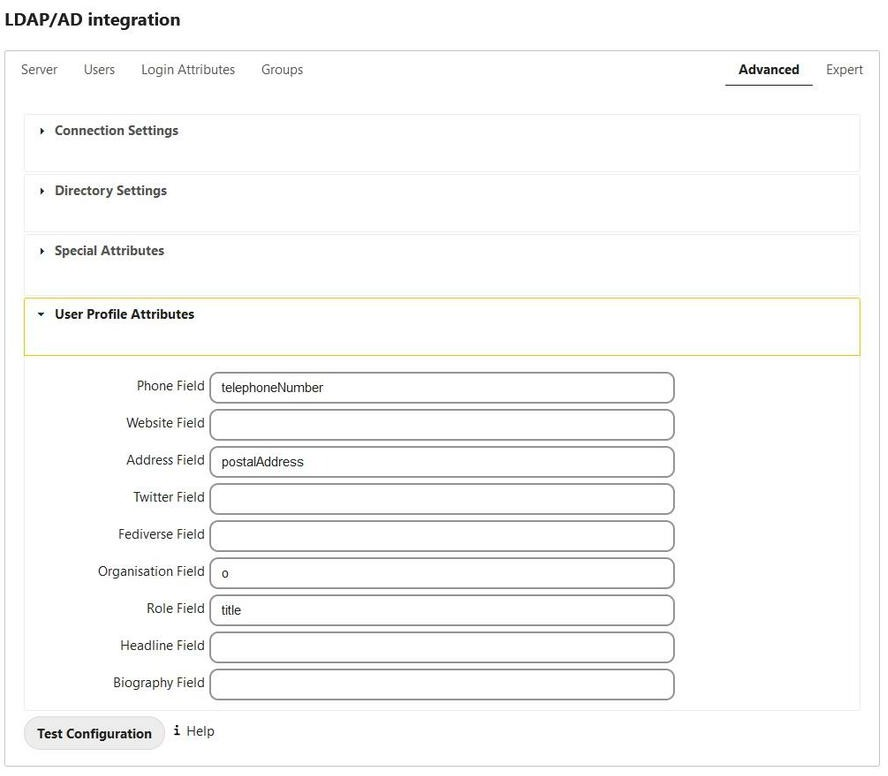 LDAP/AD integration
Server Users Login Attributes Groups Advanced Expert
Connection Settings
Directory Settings
Special Attributes
User Profile Attributes
Phone Field telephoneNumber
Website Field
Address Field postalAddress
Twitter Field
Fediverse Field
Organisation Field o
Role Field title
Headline Field
Biography Field
Test Configuration i Help